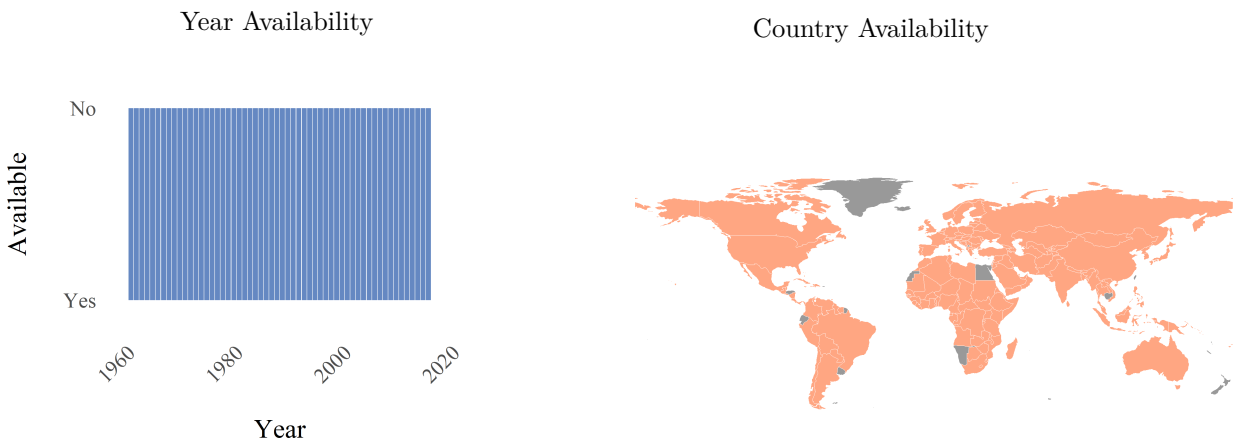 Year Availability
Country Availability
No
Available
Yes
1960
1980
2000
2020
Year